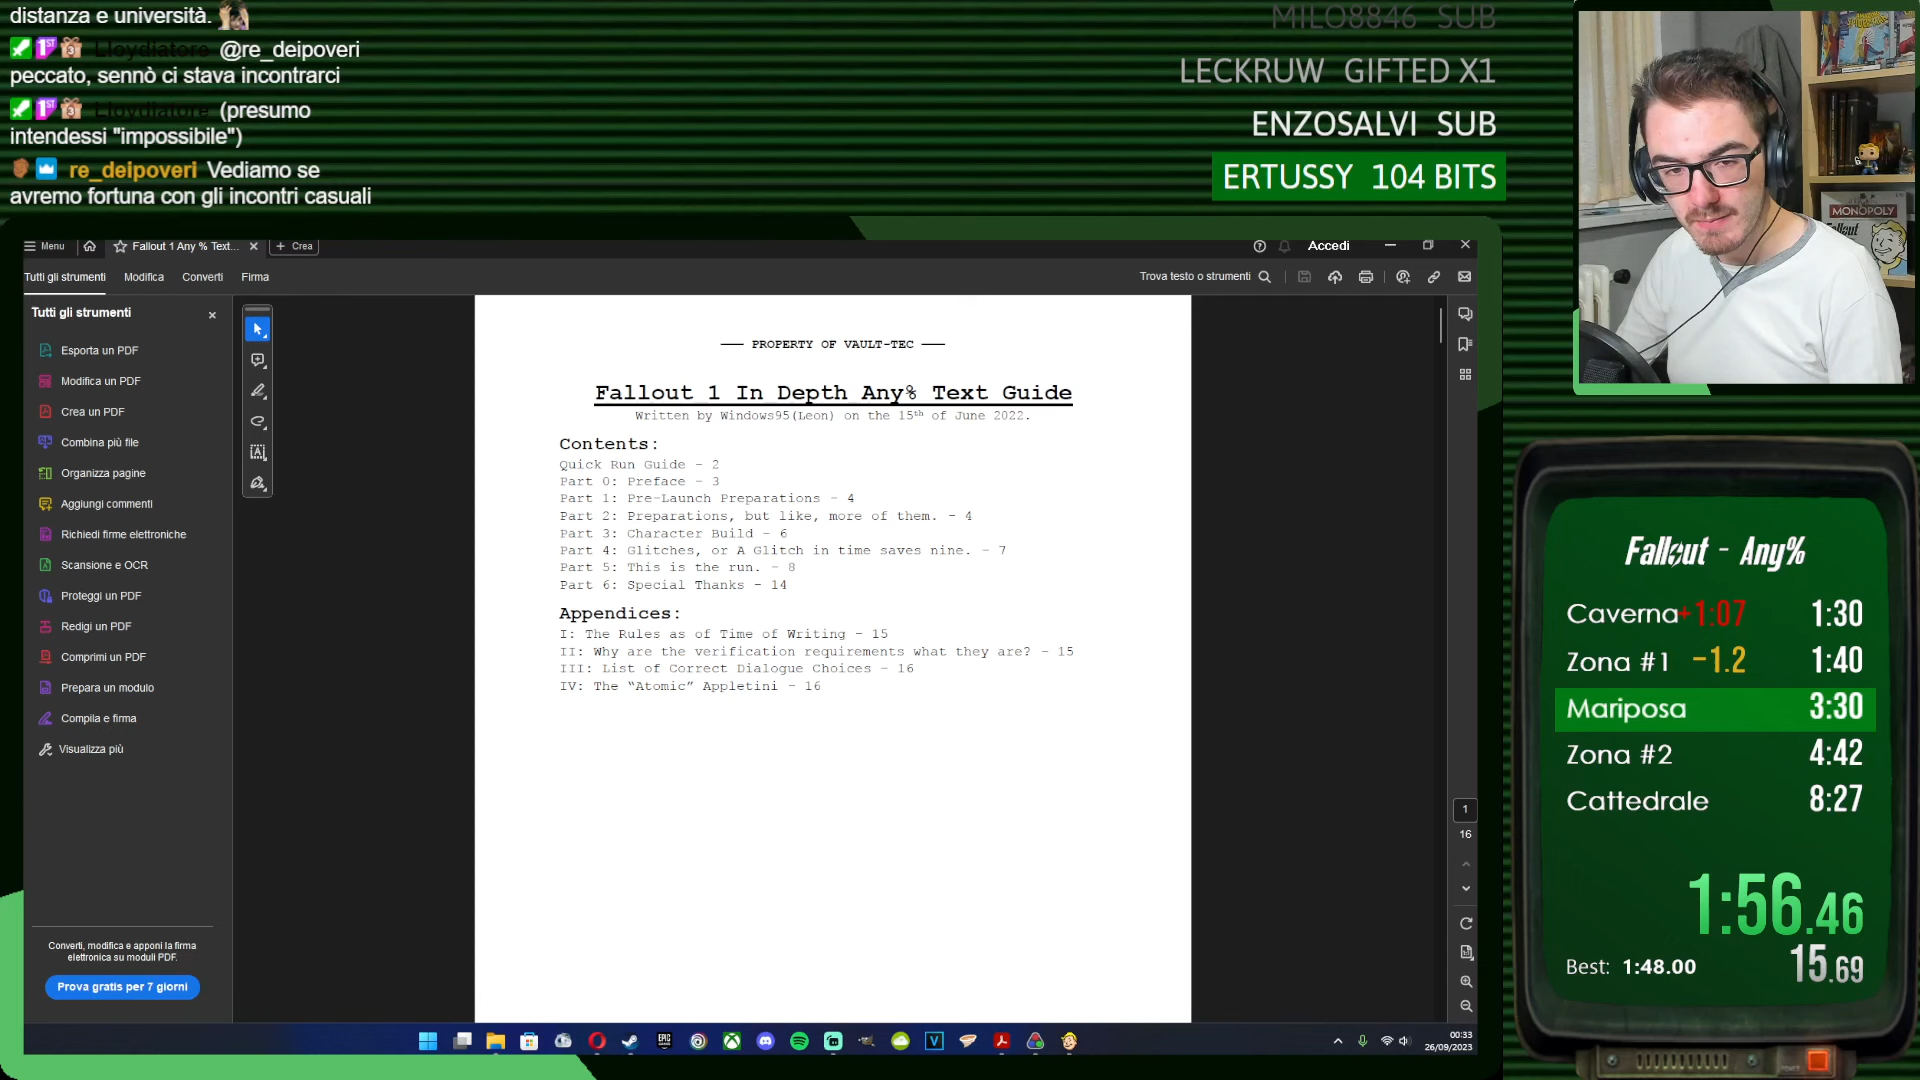 distanza e università.
Lloydiatore @re_deipoveri
peccato, sennò ci stava incontrarci
Lloydiatore (presumo
intendessi "impossibile")
re_deipoveri Vediamo se
avremo fortuna con gli incontri casuali
MILO8846 SUB
LECKRUW GIFTED X1
ENZOSALVI SUB
ERTUSSY 104 BITS
MONOPOLY
Fallout
Menu
Fallout 1 Any % Text...
Crea
Accedi
Tutti gli strumenti
Modifica
Converti
Firma
Trova testo o strumenti
Tutti gli strumenti
Esporta un PDF
Modifica un PDF
Crea un PDF
Combina più file
Organizza pagine
Aggiungi commenti
Richiedi firme elettroniche
Scansione e OCR
Proteggi un PDF
Redigi un PDF
Comprimi un PDF
Prepara un modulo
Compila e firma
Visualizza più
Converti, modifica e apponi la firma
elettronica su moduli PDF.
Prova gratis per 7 giorni
PROPERTY OF VAULT-TEC
Fallout 1 In Depth Any% Text Guide
Written by Windows95(Leon) on the 15th of June 2022.
Contents:
Quick Run Guide - 2
Part 0: Preface - 3
Part 1: Pre-Launch Preparations - 4
Part 2: Preparations, but like, more of them. - 4
Part 3: Character Build - 6
Part 4: Glitches, or A Glitch in time saves nine. - 7
Part 5: This is the run. - 8
Part 6: Special Thanks - 14
Appendices:
I: The Rules as of Time of Writing - 15
II: Why are the verification requirements what they are? - 15
III: List of Correct Dialogue Choices - 16
IV: The “Atomic” Appletini - 16
1
16
00:33
26/09/2023
Fallout - Any%
Caverna +1:07 1:30
Zona #1 -1.2 1:40
Mariposa 3:30
Zona #2 4:42
Cattedrale 8:27
1:56.46
Best: 1:48.00 15.69